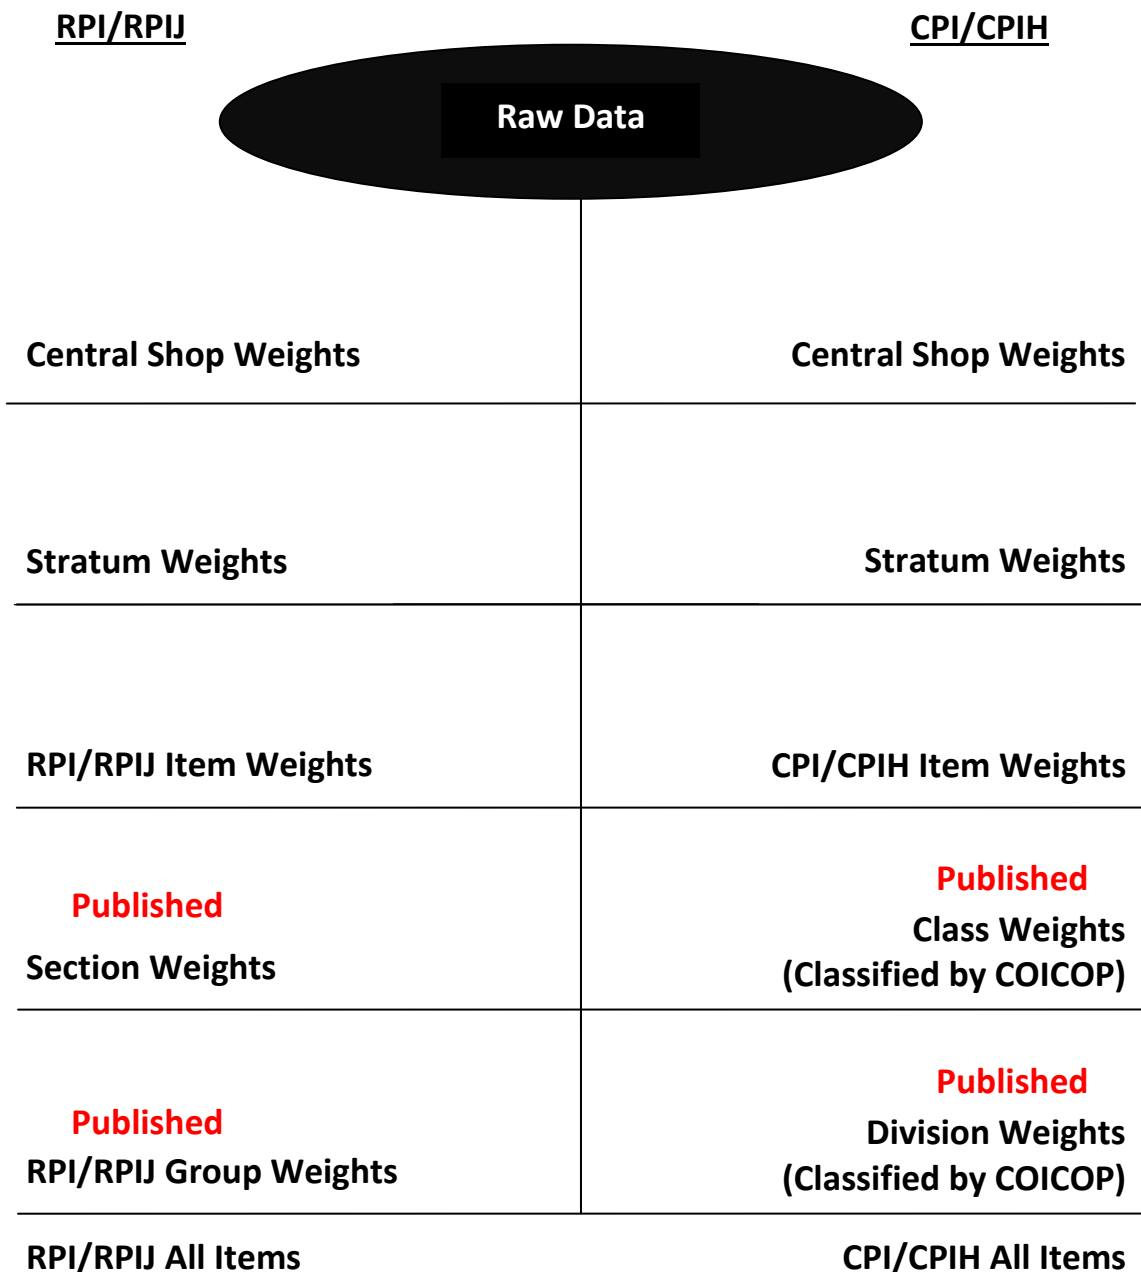 RPI/RPIJ
CPI/CPIH
Raw Data
Central Shop Weights
Central Shop Weights
Stratum Weights
Stratum Weights
RPI/RPIJ Item Weights
CPI/CPIH Item Weights
Published
Section Weights
Published
Class Weights
(Classified by COICOP)
Published
RPI/RPIJ Group Weights
Published
Division Weights
(Classified by COICOP)
RPI/RPIJ All Items
CPI/CPIH All Items